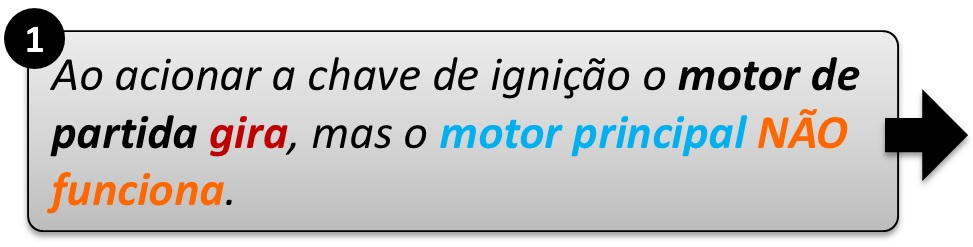 1
Ao acionar a chave de ignição o motor de
partida gira, mas o motor principal NÃO
funciona.